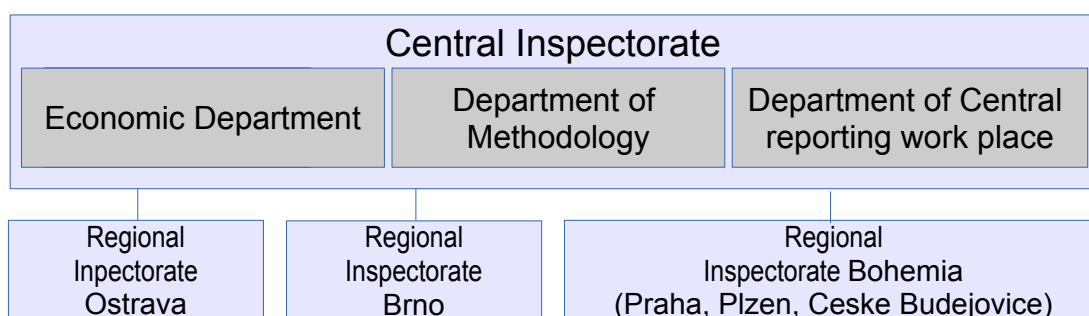 Central Inspectorate
Economic Department
Department of
Methodology
Department of Central
reporting work place
Regional
Inpectorate
Ostrava
Regional
Inspectorate
Brno
Regional
Inspectorate Bohemia
(Praha, Plzen, Ceske Budejovice)